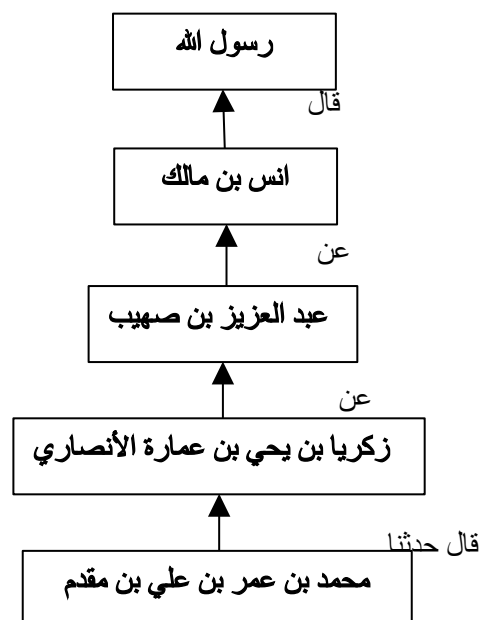 رسول الله
قال
انس بن مالك
عن
عبد العزيز بن صهيب
عن
زكريا بن يحي بن عمارة الأنصاري
قال حدثنا
محمد بن عمر بن علي بن مقدم